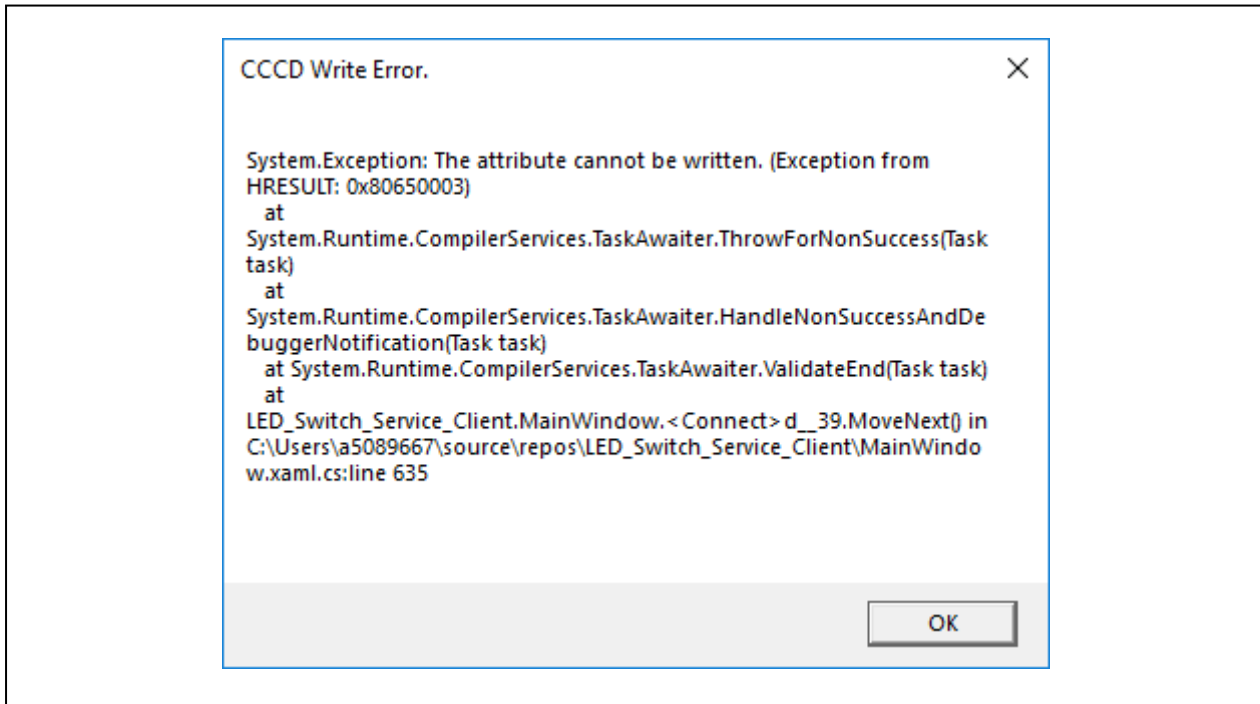 CCCD Write Error.
System.Exception: The attribute cannot be written. (Exception from
HRESULT: 0x80650003)
at
System.Runtime.CompilerServices.TaskAwaiter.ThrowForNonSuccess(Task
task)
at
System.Runtime.CompilerServices.TaskAwaiter.HandleNonSuccessAndDe
buggerNotification(Task task)
at System.Runtime.CompilerServices.TaskAwaiter.ValidateEnd(Task task)
at
LED_Switch_Service_Client.MainWindow.<Connect>d__39.MoveNext() in
C:\Users\a5089667\source\repos\LED_Switch_Service_Client\MainWindo
w.xaml.cs:line 635
OK